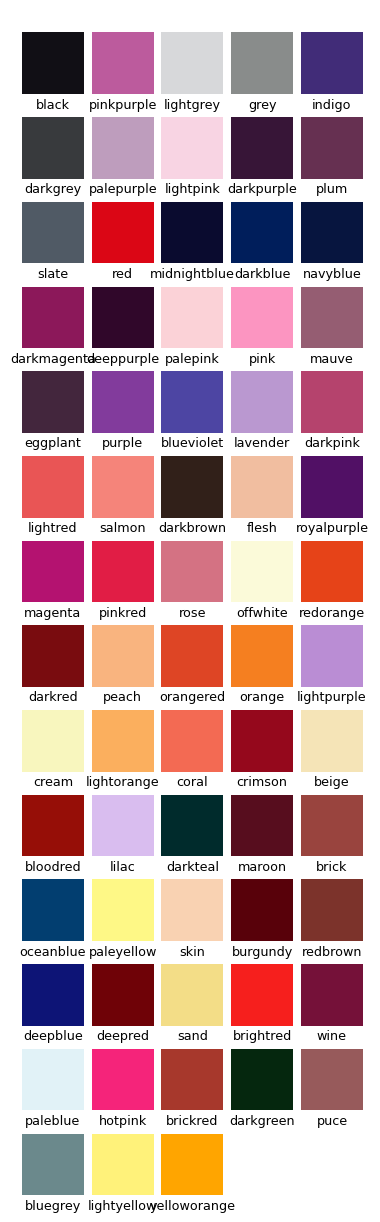 black pinkpurple lightgrey grey indigo
darkgrey palepurple lightpink darkpurple plum
slate red midnightblue darkblue navyblue
darkmagenta deeppurple palepink pink mauve
eggplant purple blueviolet lavender darkpink
lightred salmon darkbrown flesh royalpurple
magenta pinkred rose offwhite redorange
darkred peach orangered orange lightpurple
cream lightorange coral crimson beige
bloodred lilac darkteal maroon brick
oceanblue paleyellow skin burgundy redbrown
deepblue deepred sand brightred wine
paleblue hotpink brickred darkgreen puce
bluegrey lightyellow yelloworange